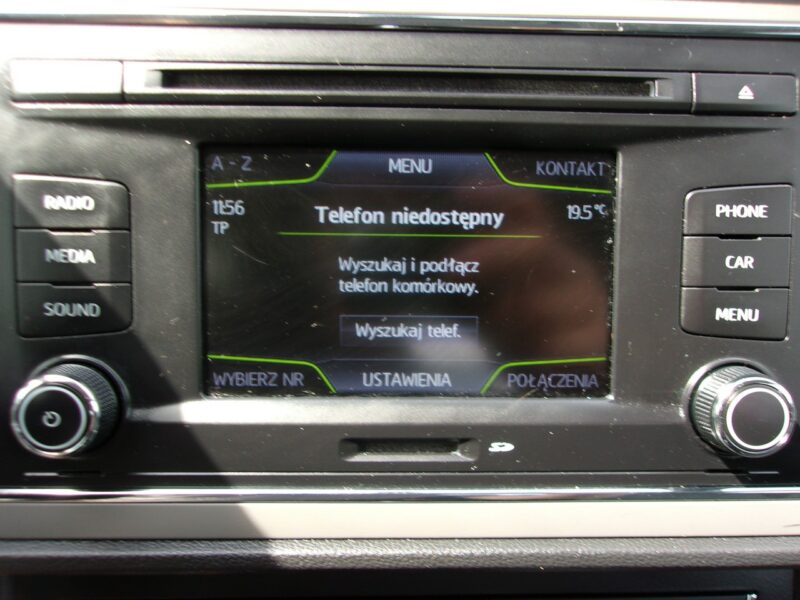 A - Z
MENU
KONTAKT
RADIO
MEDIA
SOUND
11:56
TP
Telefon niedostępny
19.5 °C
Wyszukaj i podłącz
telefon komórkowy.
Wyszukaj telef.
WYBIERZ NR
USTAWIENIA
POŁĄCZENIA
PHONE
CAR
MENU
SD